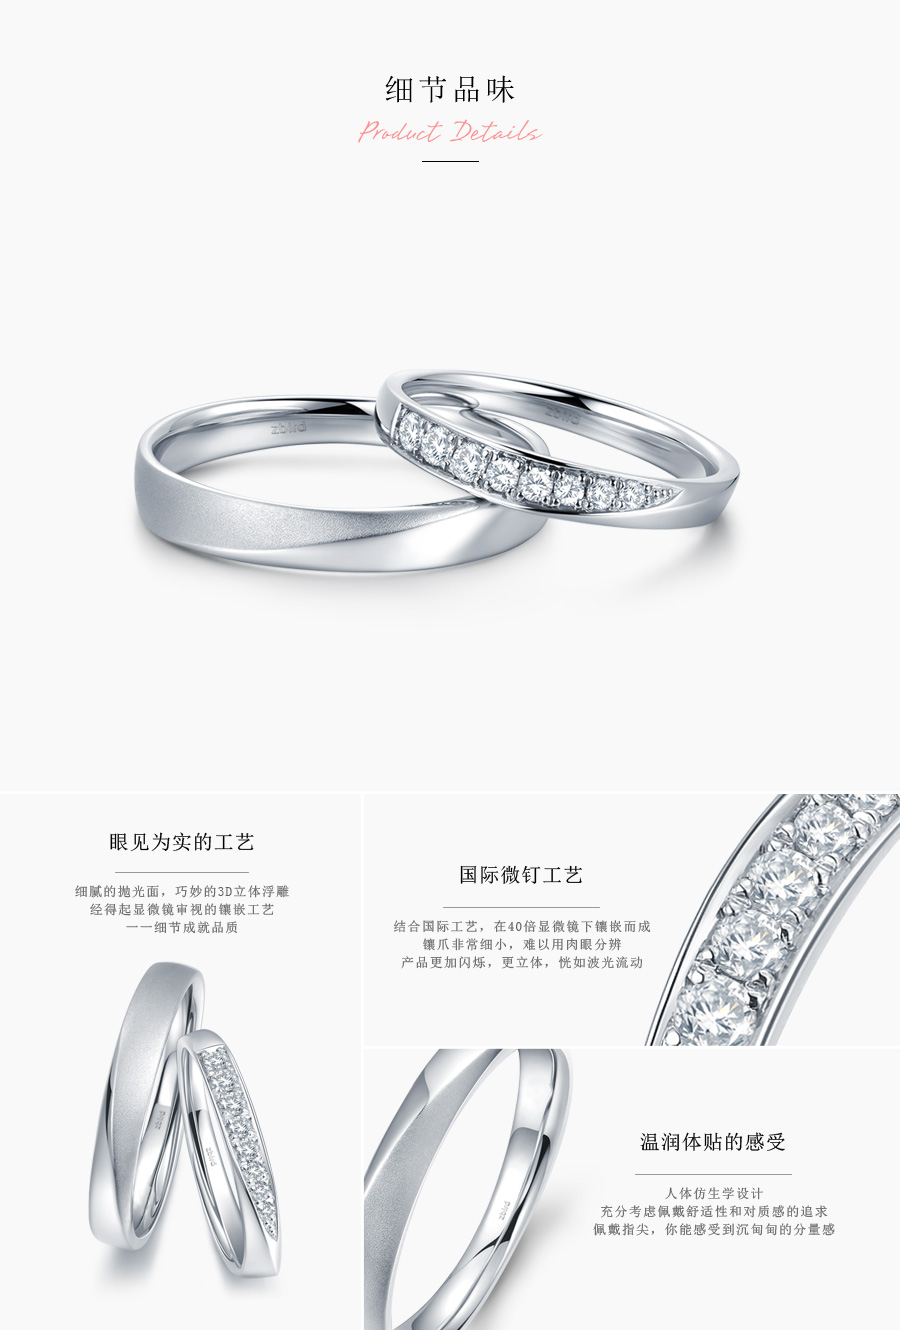 细节品味
Product Details
zbird
zbird
眼见为实的工艺
细腻的抛光面，巧妙的3D立体浮雕
经得起显微镜审视的镶嵌工艺
——细节成就品质
zbird
zbird
国际微钉工艺
结合国际工艺，在40倍显微镜下镶嵌而成
镶爪非常细小，难以用肉眼分辨
产品更加闪烁，更立体，恍如波光流动
zbird
温润体贴的感受
人体仿生学设计
充分考虑佩戴舒适性和对质感的追求
佩戴指尖，你能感受到沉甸甸的分量感